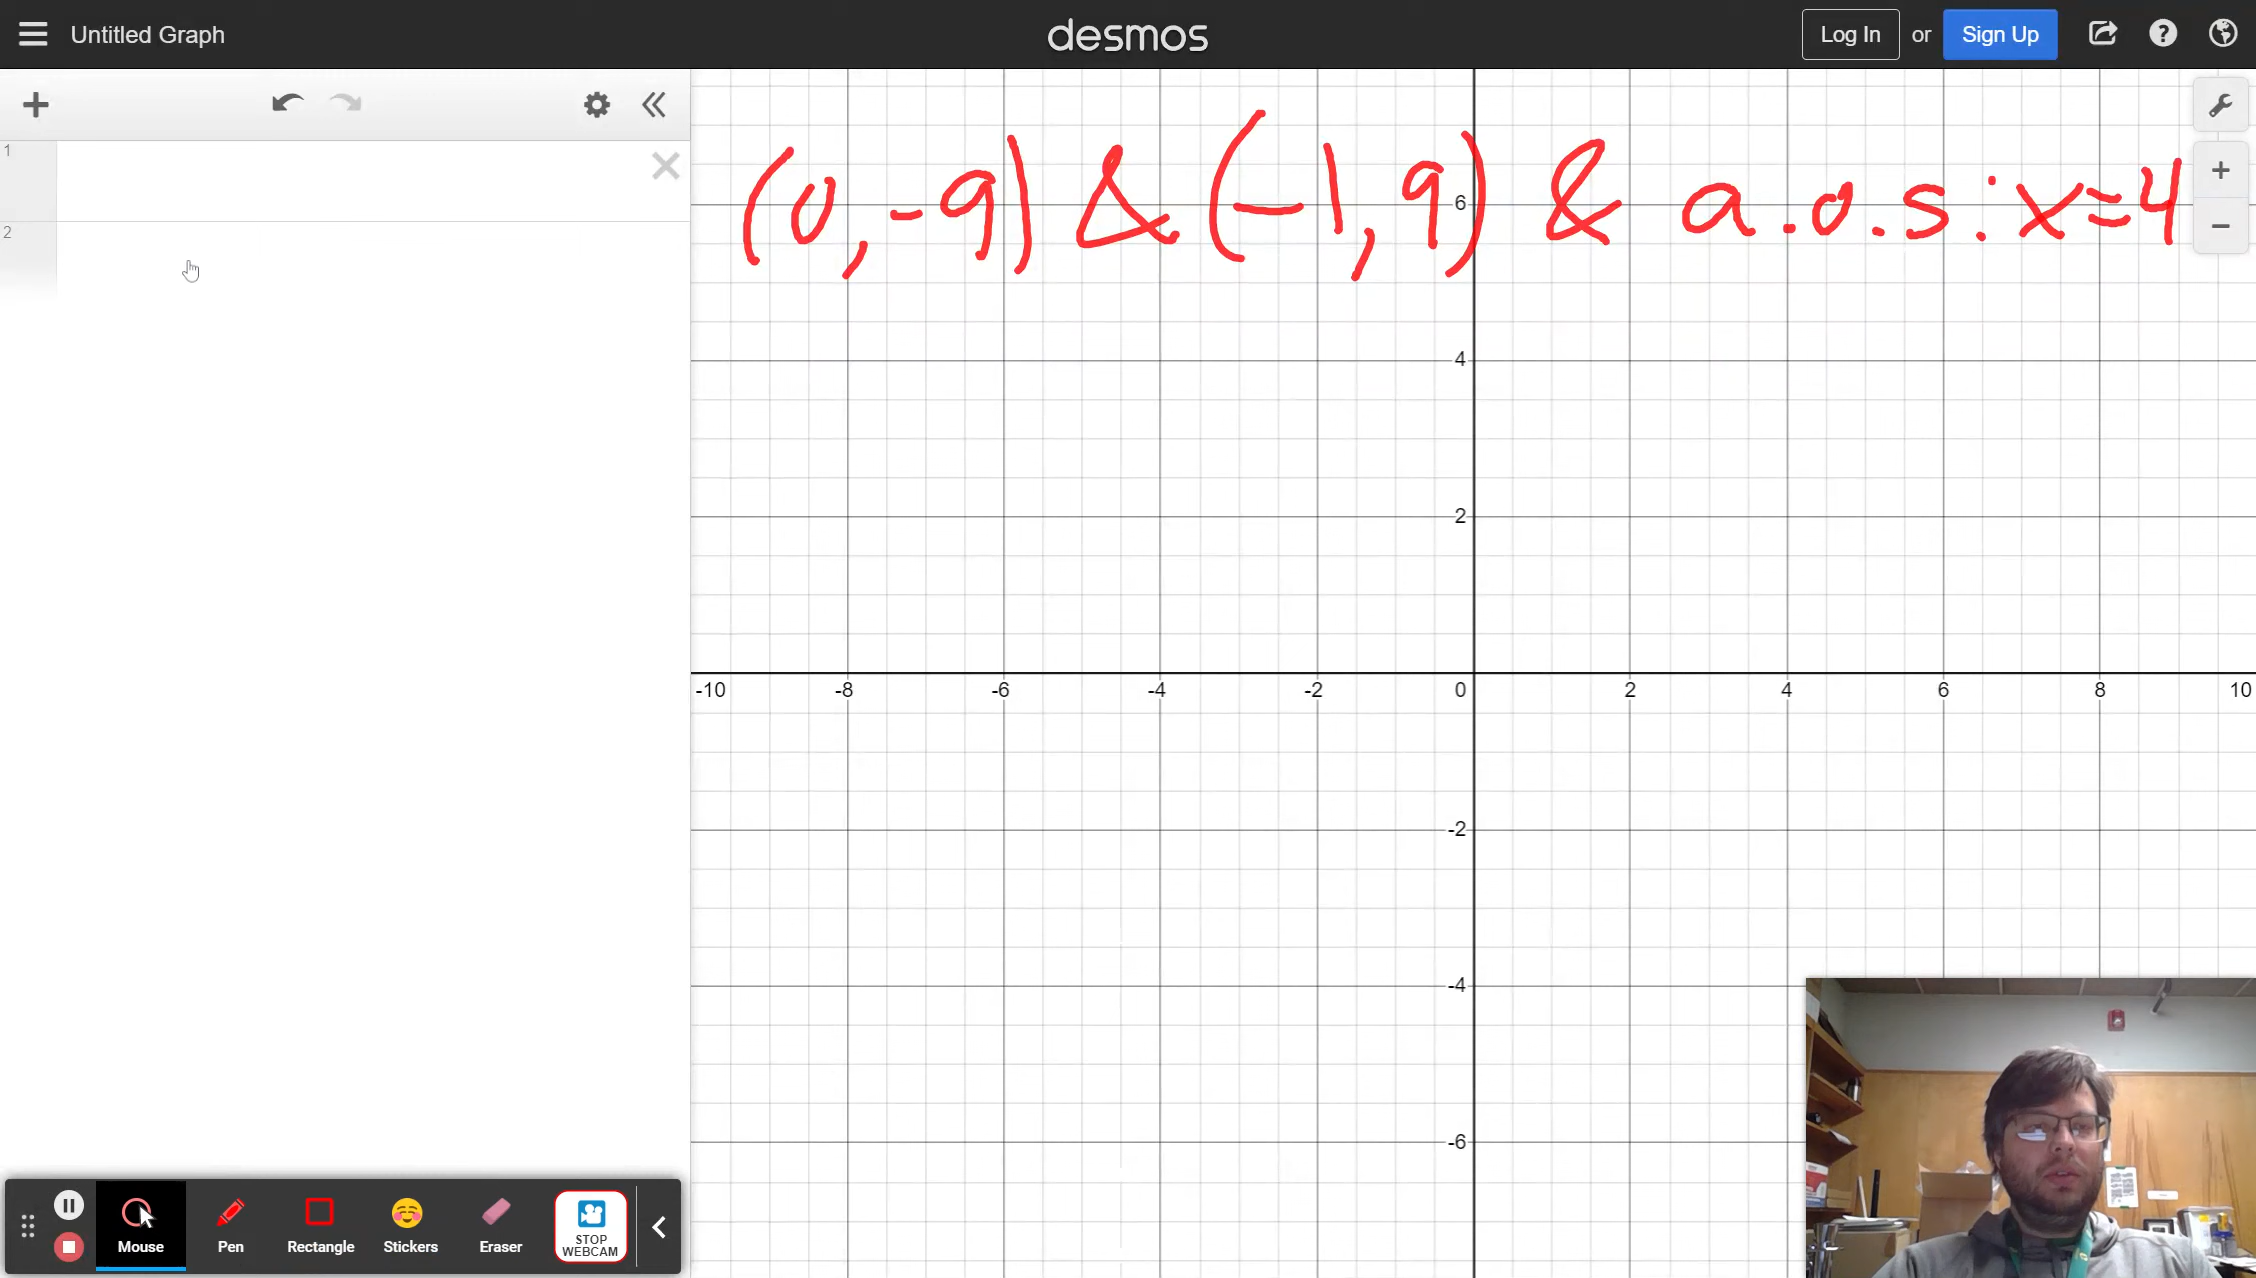 Untitled Graph
desmos
Log In or Sign Up
1
2
(0,-9) & (-1,9) & a.o.s: x=4
6
4
2
-10 -8 -6 -4 -2 0 2 4 6 8 10
-2
-4
-6
Mouse
Pen
Rectangle
Stickers
Eraser
STOP
WEBCAM